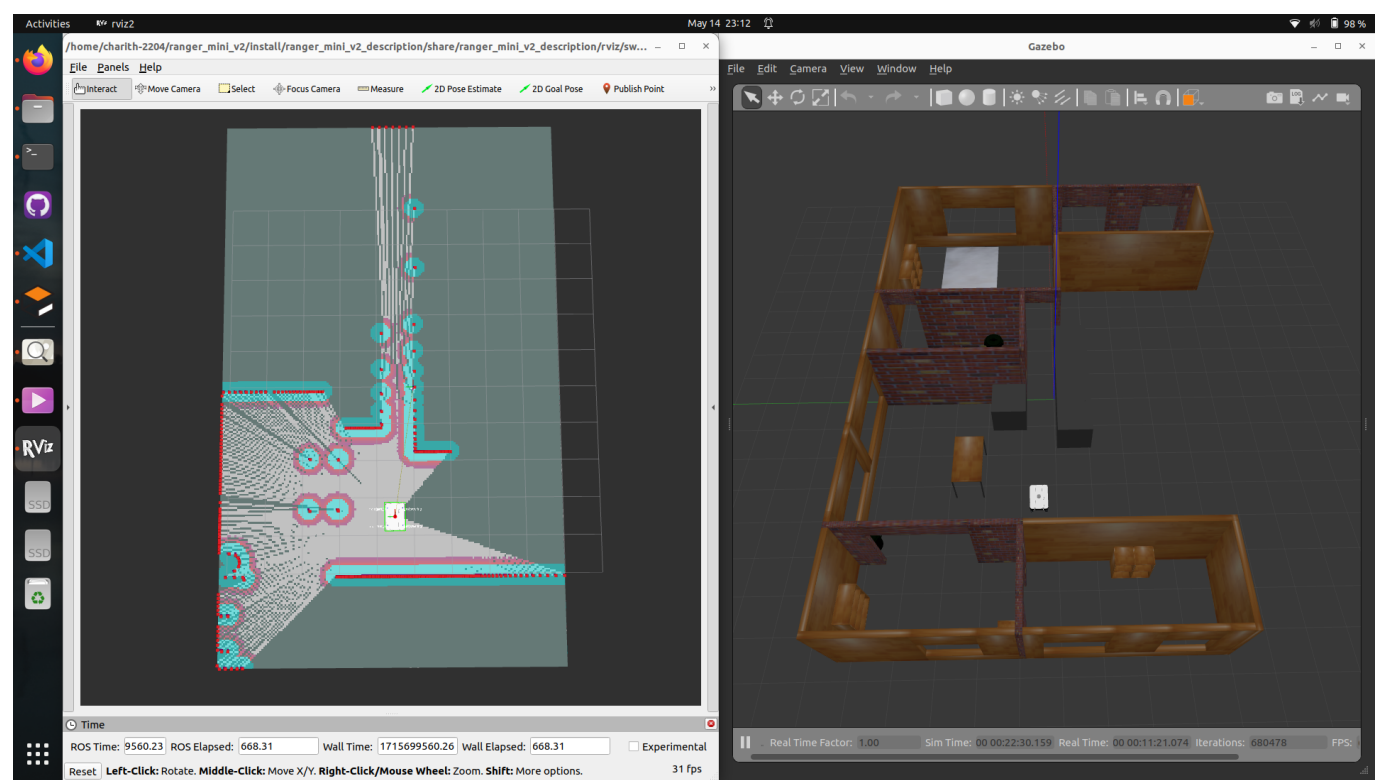 Activities
RViz rviz2
May 14 23:12
98 %
/home/charith-2204/ranger_mini_v2/install/ranger_mini_v2_description/share/ranger_mini_v2_description/rviz/sw...
File Panels Help
Interact Move Camera Select Focus Camera Measure 2D Pose Estimate 2D Goal Pose Publish Point »
Time
ROS Time: 9560.23 ROS Elapsed: 668.31 Wall Time: 1715699560.26 Wall Elapsed: 668.31 Experimental
Reset Left-Click: Rotate. Middle-Click: Move X/Y. Right-Click/Mouse Wheel: Zoom. Shift: More options. 31 fps
Gazebo
File Edit Camera View Window Help
LOG
Real Time Factor: 1.00 Sim Time: 00 00:22:30.159 Real Time: 00 00:11:21.074 Iterations: 680478 FPS:
RViz
SSD
SSD